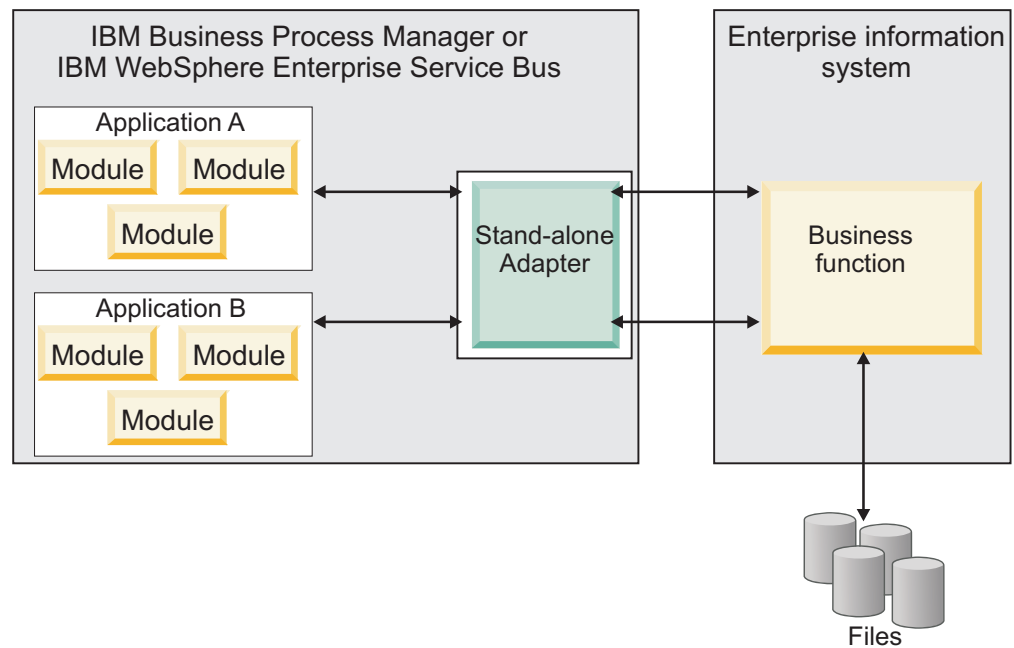 IBM Business Process Manager or
IBM WebSphere Enterprise Service Bus
Application A
Module
Module
Module
Application B
Module
Module
Module
Stand-alone
Adapter
Enterprise information
system
Business
function
Files